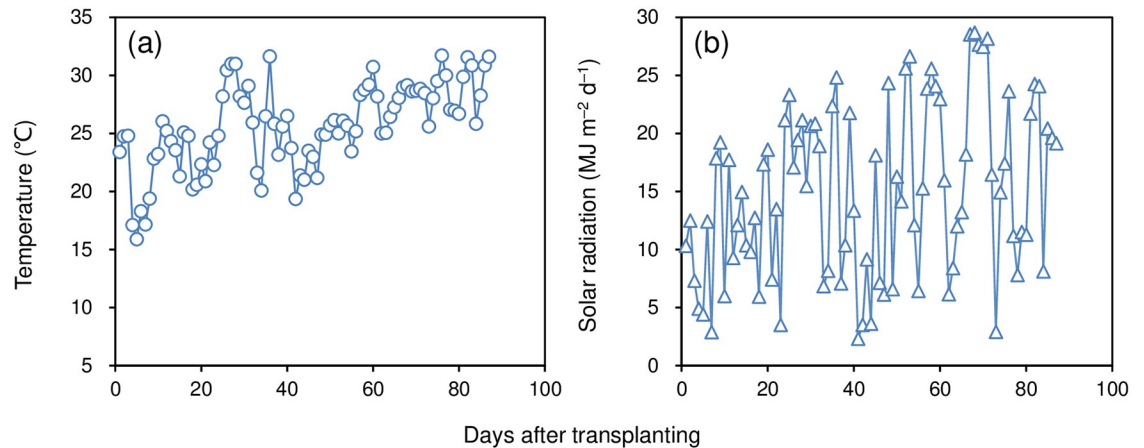 (a)
35
30
25
20
15
10
5
0 20 40 60 80 100
Temperature (℃)
(b)
30
25
20
15
10
5
0
0 20 40 60 80 100
Solar radiation (MJ m⁻² d⁻¹)
Days after transplanting